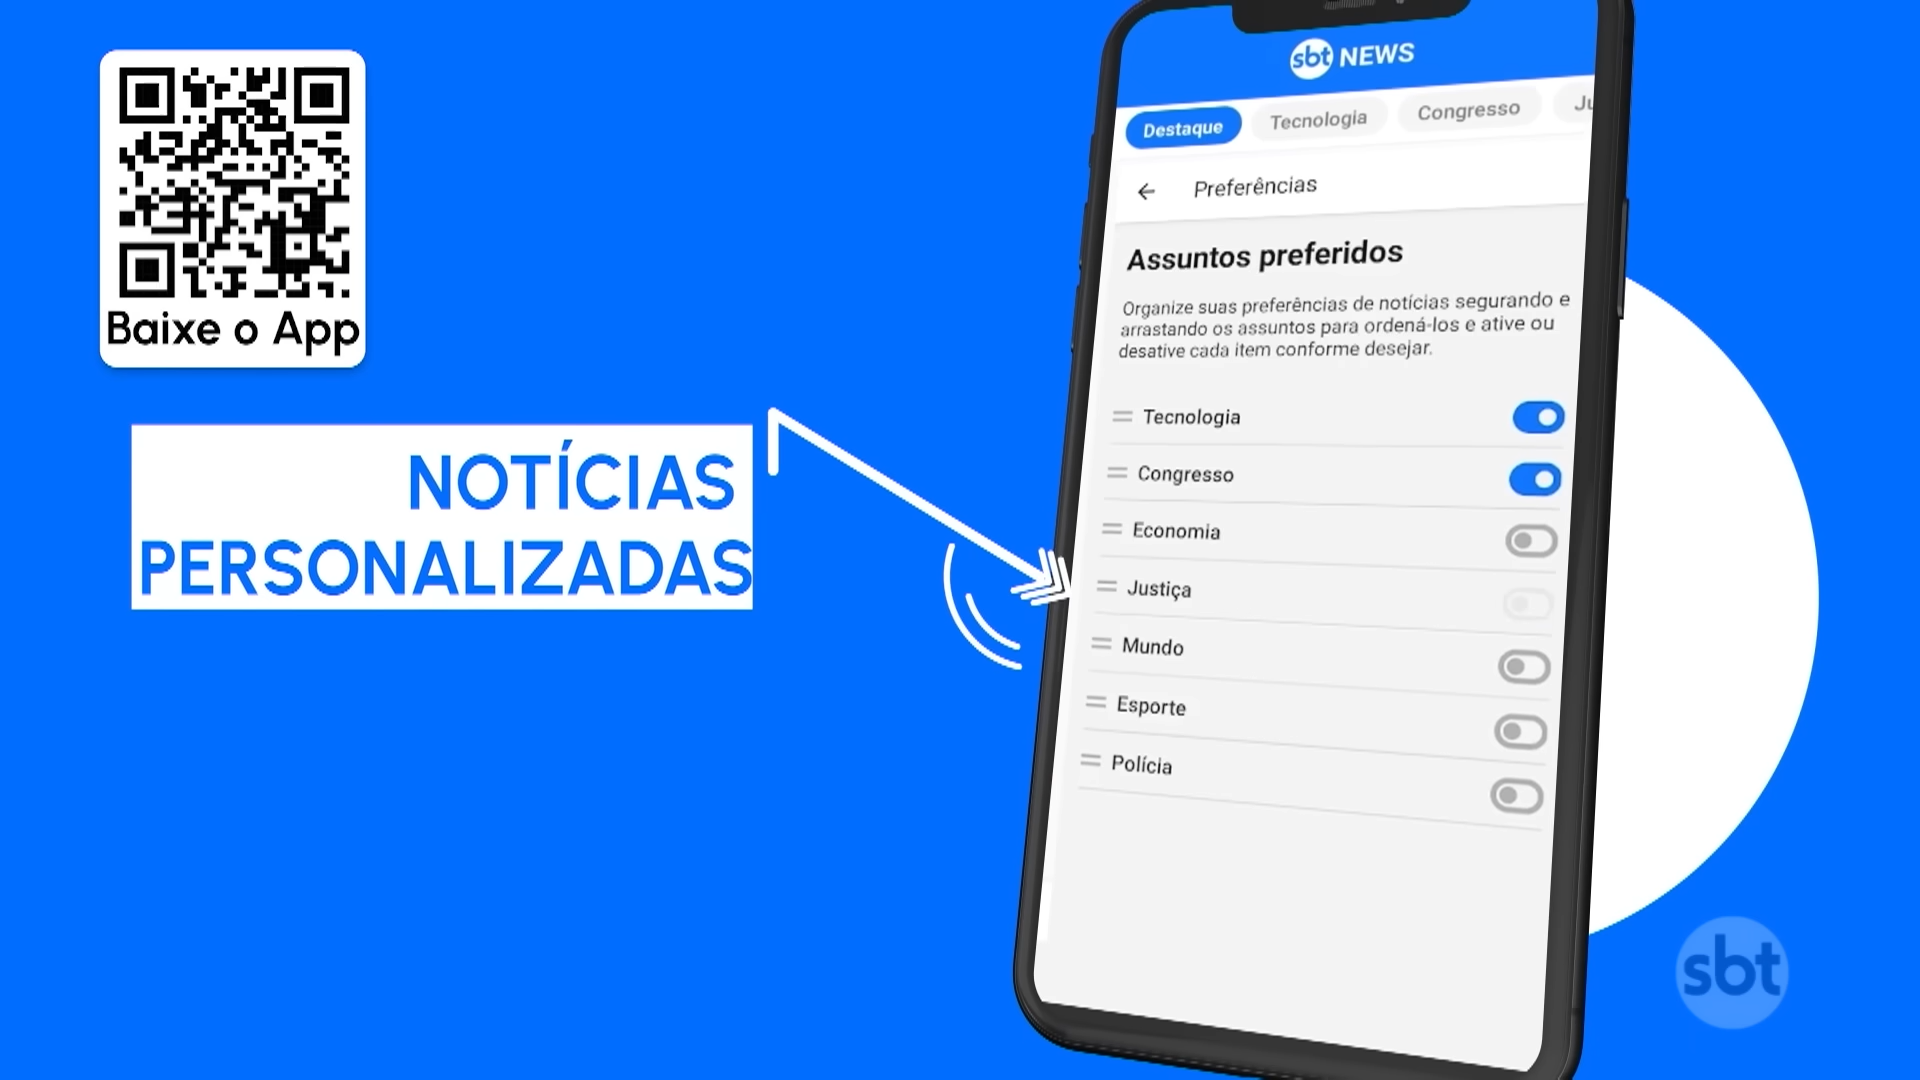 Baixe o App
NOTÍCIAS
PERSONALIZADAS
sbt NEWS
Destaque Tecnologia Congresso Ju
Preferências
Assuntos preferidos
Organize suas preferências de notícias segurando e
arrastando os assuntos para ordená-los e ative ou
desative cada item conforme desejar.
Tecnologia
Congresso
Economia
Justiça
Mundo
Esporte
Polícia
sbt